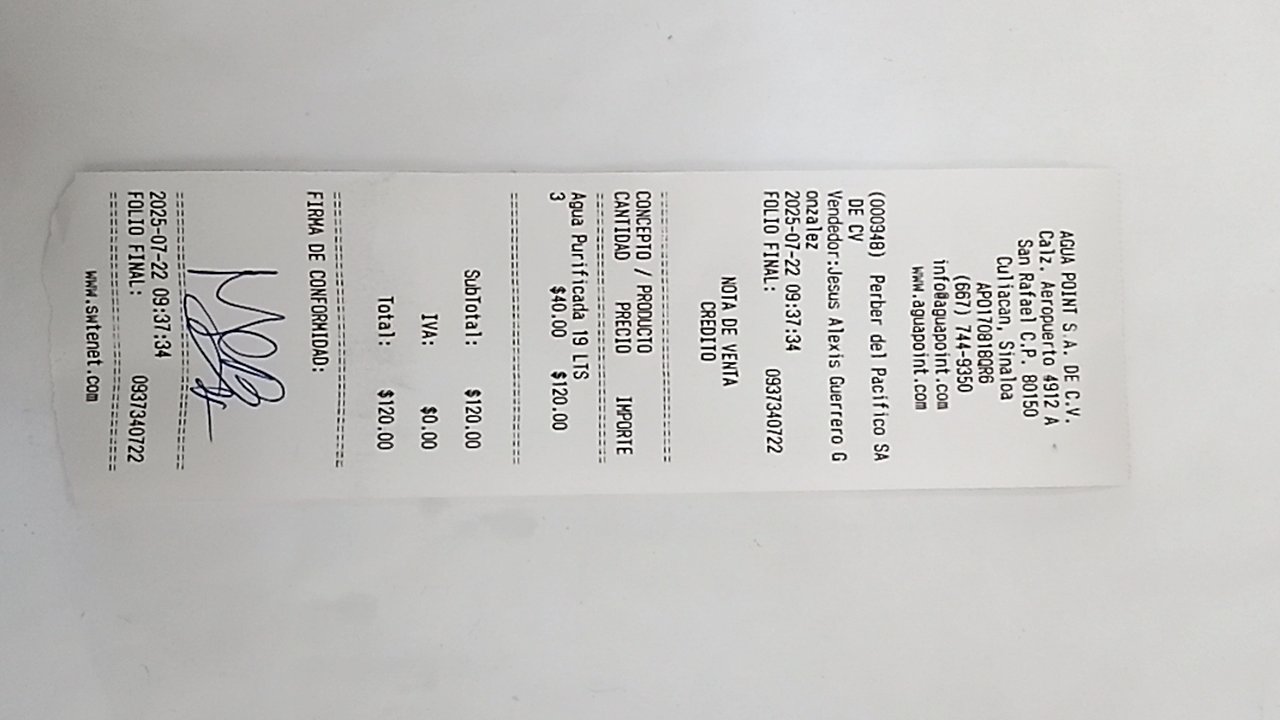 AGUA POINT S.A. DE C.V.
Calz. Aeropuerto 4912 A
San Rafael C.P. 80150
Culiacan, Sinaloa
APO170818QR6
(667) 744-9350
info@aguapoint.com
www.aguapoint.com
(000948) Perber del Pacifico SA
DE CV
Vendedor:Jesus Alexis Guerrero G
onzalez
2025-07-22 09:37:34
FOLIO FINAL: 0937340722
NOTA DE VENTA
CREDITO
================================
CONCEPTO / PRODUCTO
CANTIDAD PRECIO IMPORTE
================================
Agua Purificada 19 LTS
3 $40.00 $120.00
================================
SubTotal: $120.00
IVA: $0.00
Total: $120.00
================================
FIRMA DE CONFORMIDAD:
================================
2025-07-22 09:37:34
FOLIO FINAL: 0937340722
================================
www.swtenet.com